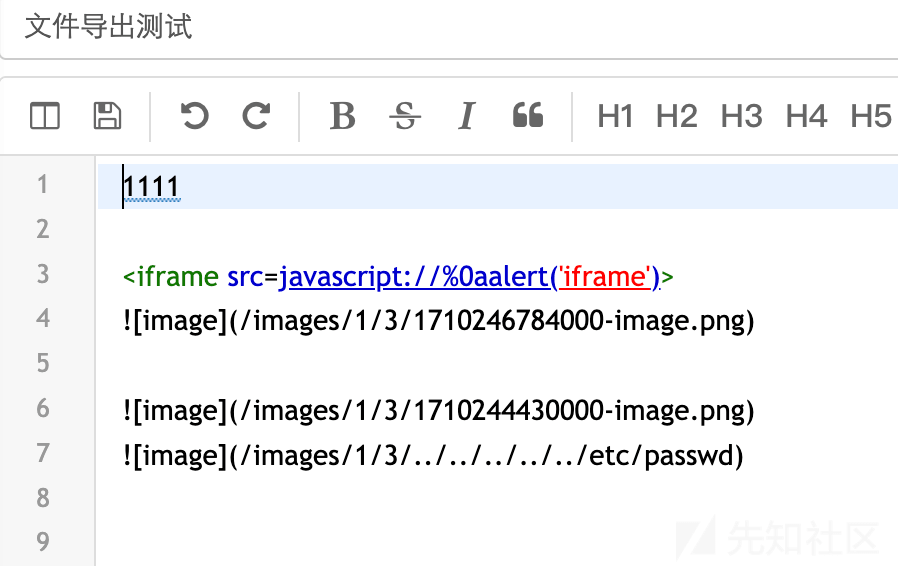 文件导出测试
B S I H1 H2 H3 H4 H5
1 1111
2
3 <iframe src=javascript://%0aalert('iframe')>
4 ![image](/images/1/3/1710246784000-image.png)
5
6 ![image](/images/1/3/1710244430000-image.png)
7 ![image](/images/1/3/../../../../../etc/passwd)
8
9
先知社区